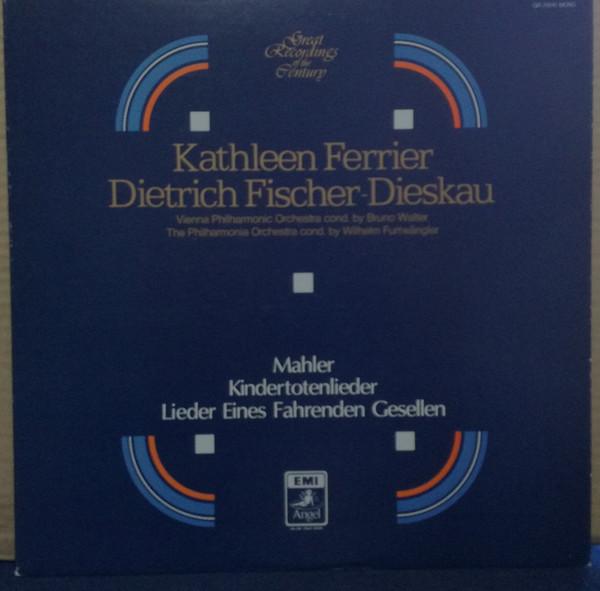 Great
Recordings
of the
Century
Kathleen Ferrier
Dietrich Fischer-Dieskau
Vienna Philharmonic Orchestra cond. by Bruno Walter
The Philharmonia Orchestra cond. by Wilhelm Furtwängler
Mahler
Kindertotenlieder
Lieder Eines Fahrenden Gesellen
EMI
Angel